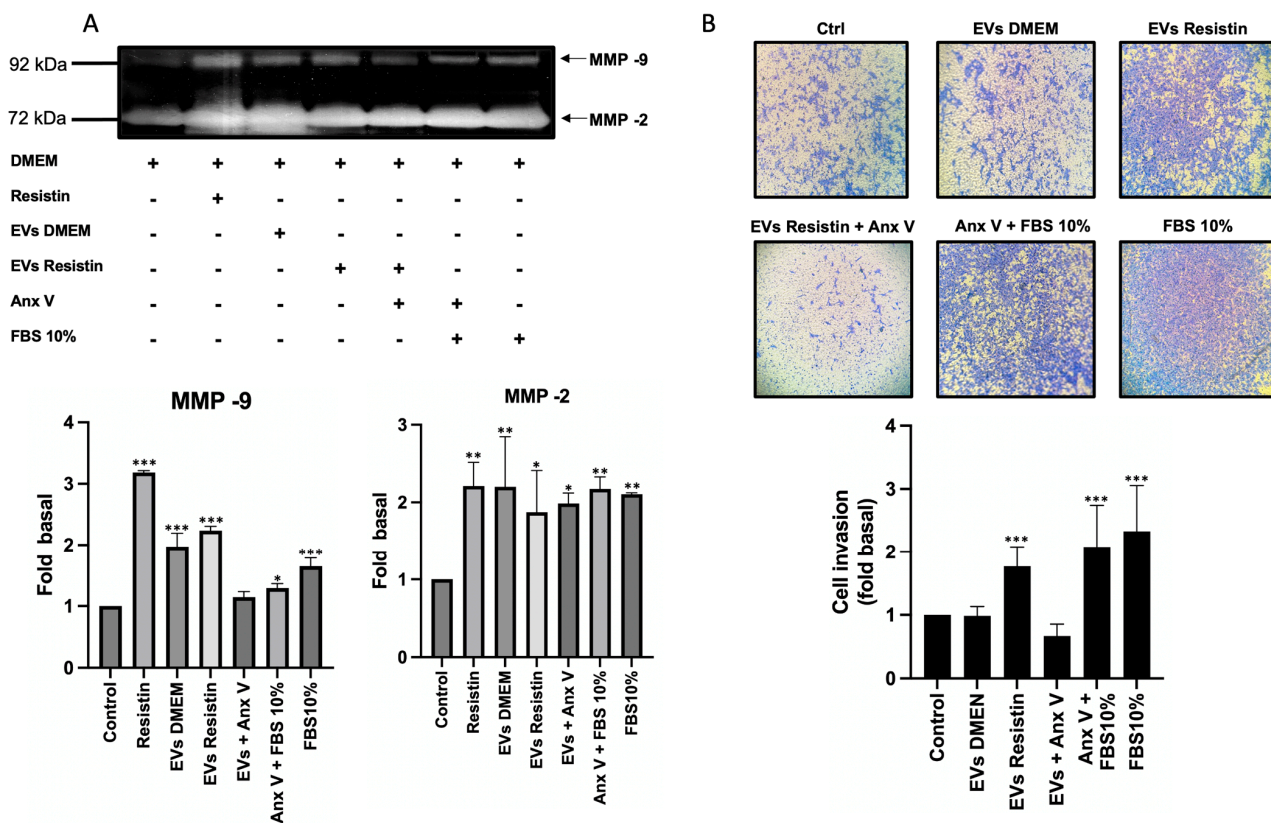 A
92 kDa
MMP -9
72 kDa
MMP -2
DMEM + + + + + + +
Resistin - + - - - - -
EVs DMEM - - + - - - -
EVs Resistin - - - + + - -
Anx V - - - - + + -
FBS 10% - - - - - + +
MMP -9
Fold basal
4
3
2
1
0
***
***
***
*
***
Control
Resistin
EVs DMEM
EVs Resistin
EVs + Anx V
Anx V + FBS 10%
FBS10%
MMP -2
Fold basal
3
2
1
0
**
**
*
*
**
**
Control
Resistin
EVs DMEM
EVs Resistin
EVs + Anx V
Anx V + FBS 10%
FBS10%
B
Ctrl
EVs DMEM
EVs Resistin
EVs Resistin + Anx V
Anx V + FBS 10%
FBS 10%
Cell invasion
(fold basal)
4
3
2
1
0
***
***
***
Control
EVs DMEN
EVs Resistin
EVs + Anx V
Anx V +
FBS10%
FBS10%